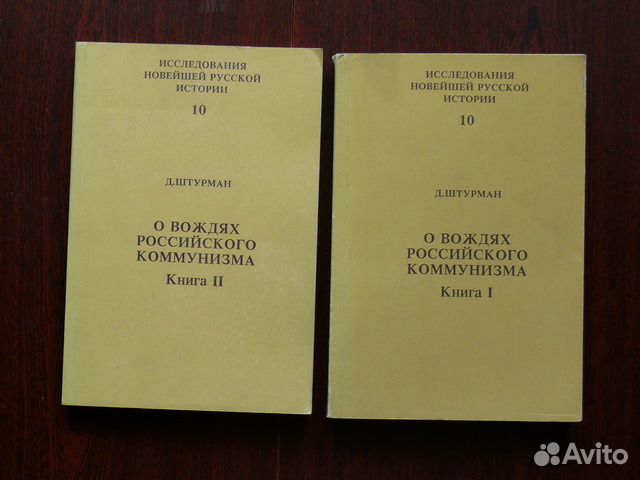 ИССЛЕДОВАНИЯ
НОВЕЙШЕЙ РУССКОЙ
ИСТОРИИ
10
Д.ШТУРМАН
О ВОЖДЯХ
РОССИЙСКОГО
КОММУНИЗМА
Книга II
ИССЛЕДОВАНИЯ
НОВЕЙШЕЙ РУССКОЙ
ИСТОРИИ
10
Д.ШТУРМАН
О ВОЖДЯХ
РОССИЙСКОГО
КОММУНИЗМА
Книга I
Avito